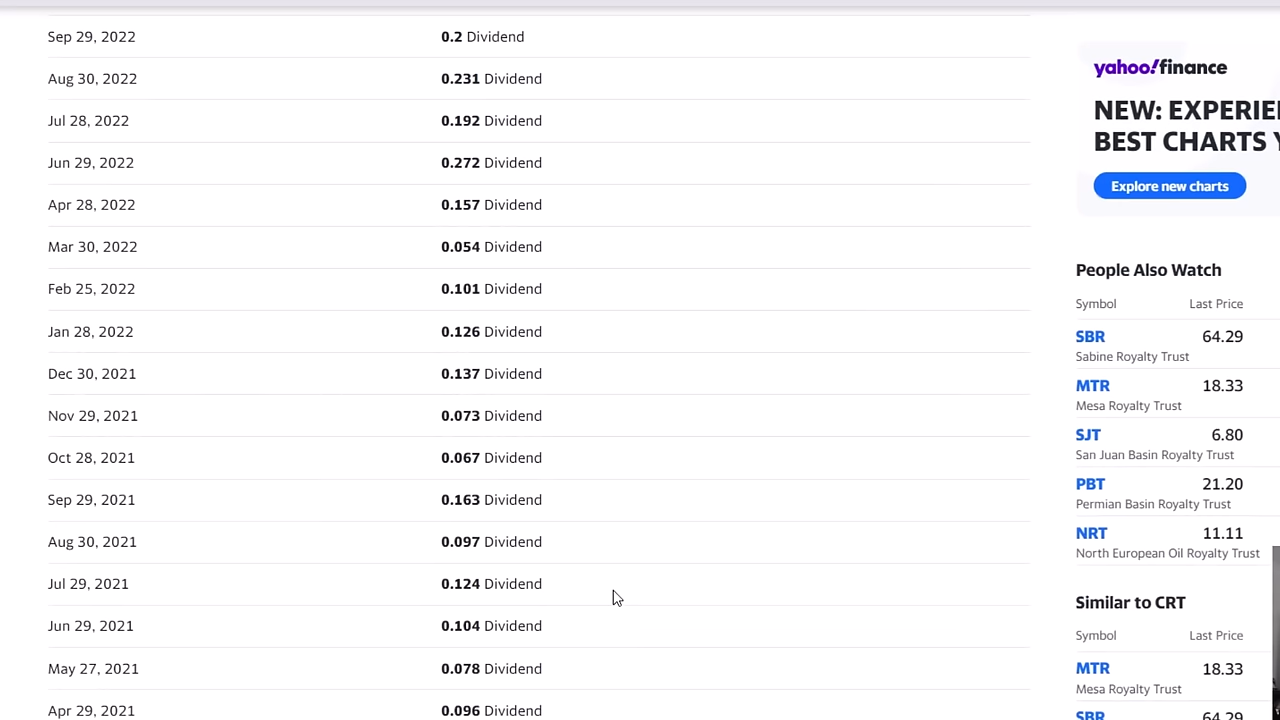 Sep 29, 2022 0.2 Dividend
Aug 30, 2022 0.231 Dividend
Jul 28, 2022 0.192 Dividend
Jun 29, 2022 0.272 Dividend
Apr 28, 2022 0.157 Dividend
Mar 30, 2022 0.054 Dividend
Feb 25, 2022 0.101 Dividend
Jan 28, 2022 0.126 Dividend
Dec 30, 2021 0.137 Dividend
Nov 29, 2021 0.073 Dividend
Oct 28, 2021 0.067 Dividend
Sep 29, 2021 0.163 Dividend
Aug 30, 2021 0.097 Dividend
Jul 29, 2021 0.124 Dividend
Jun 29, 2021 0.104 Dividend
May 27, 2021 0.078 Dividend
Apr 29, 2021 0.096 Dividend
yahoo!finance
NEW:
BEST CHARTS
Explore new charts
People Also Watch
Symbol Last Price
SBR 64.29
Sabine Royalty Trust
MTR 18.33
Mesa Royalty Trust
SJT 6.80
San Juan Basin Royalty Trust
PBT 21.20
Permian Basin Royalty Trust
NRT 11.11
North European Oil Royalty Trust
Similar to CRT
Symbol Last Price
MTR 18.33
Mesa Royalty Trust
SBR 64.29